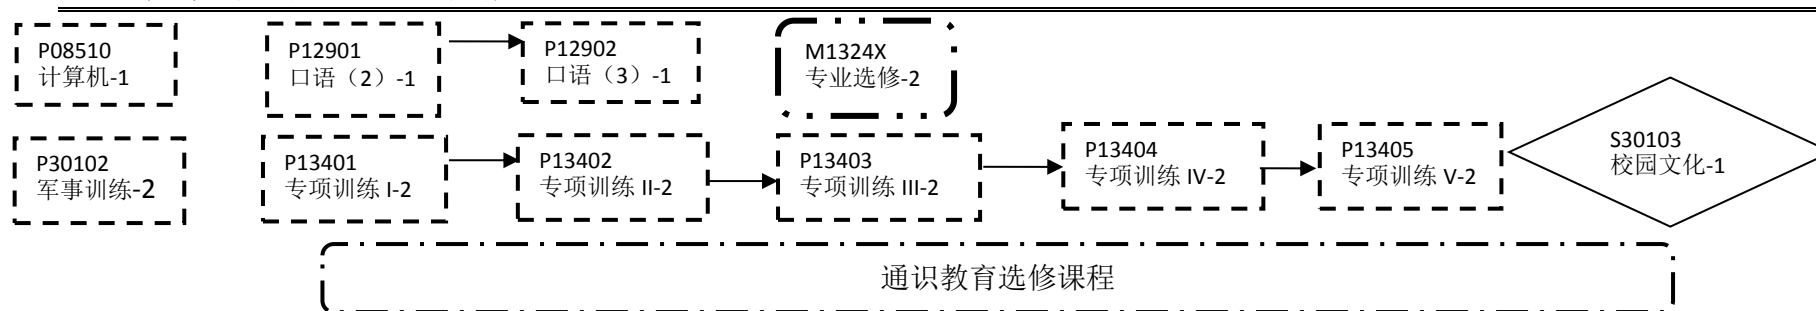 P08510
计算机-1
P12901
口语（2）-1
P12902
口语（3）-1
M1324X
专业选修-2
P30102
军事训练-2
P13401
专项训练 I-2
P13402
专项训练 II-2
P13403
专项训练 III-2
P13404
专项训练 IV-2
P13405
专项训练 V-2
S30103
校园文化-1
通识教育选修课程